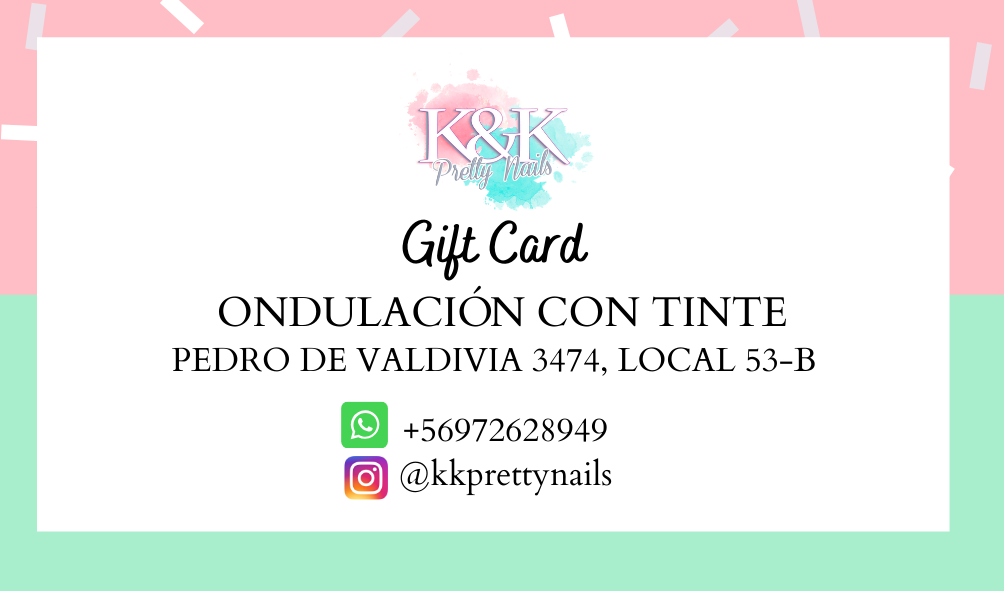 K&K
Pretty Nails
Gift Card
ONDULACIÓN CON TINTE
PEDRO DE VALDIVIA 3474, LOCAL 53-B
+56972628949
@kkprettynails